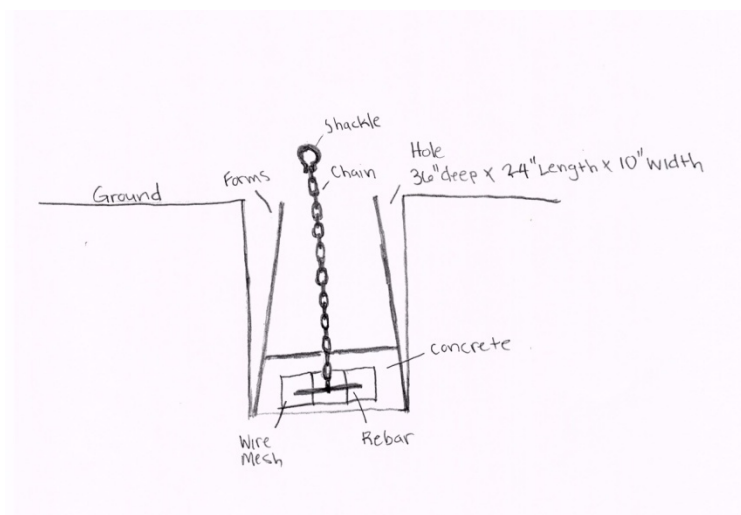 Shackle
Hole
36"deep x 24"Length x 10" width
Forms
Chain
Ground
Concrete
Wire
Mesh
Rebar